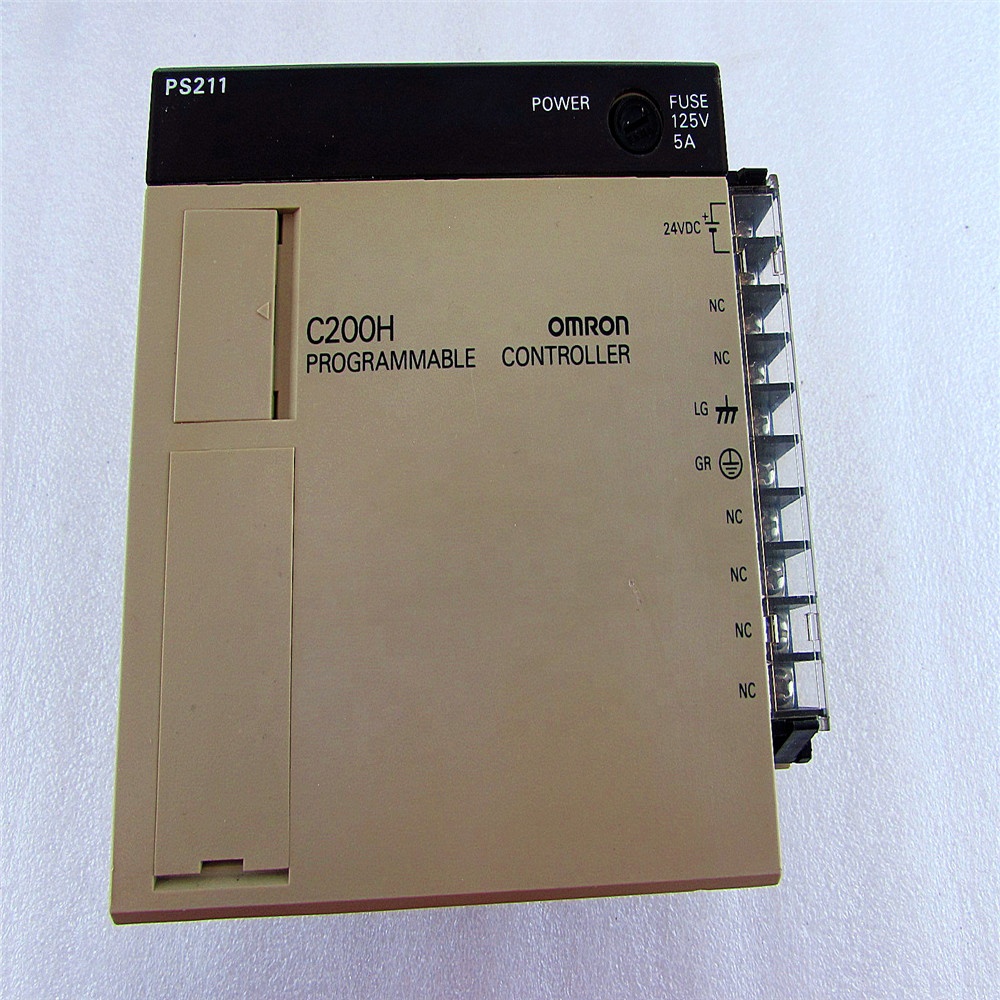 PS211
POWER
FUSE
125V
5A
24VDC
+
NC
C200H
OMRON
PROGRAMMABLE CONTROLLER
NC
LG
GR
NC
NC
NC
NC